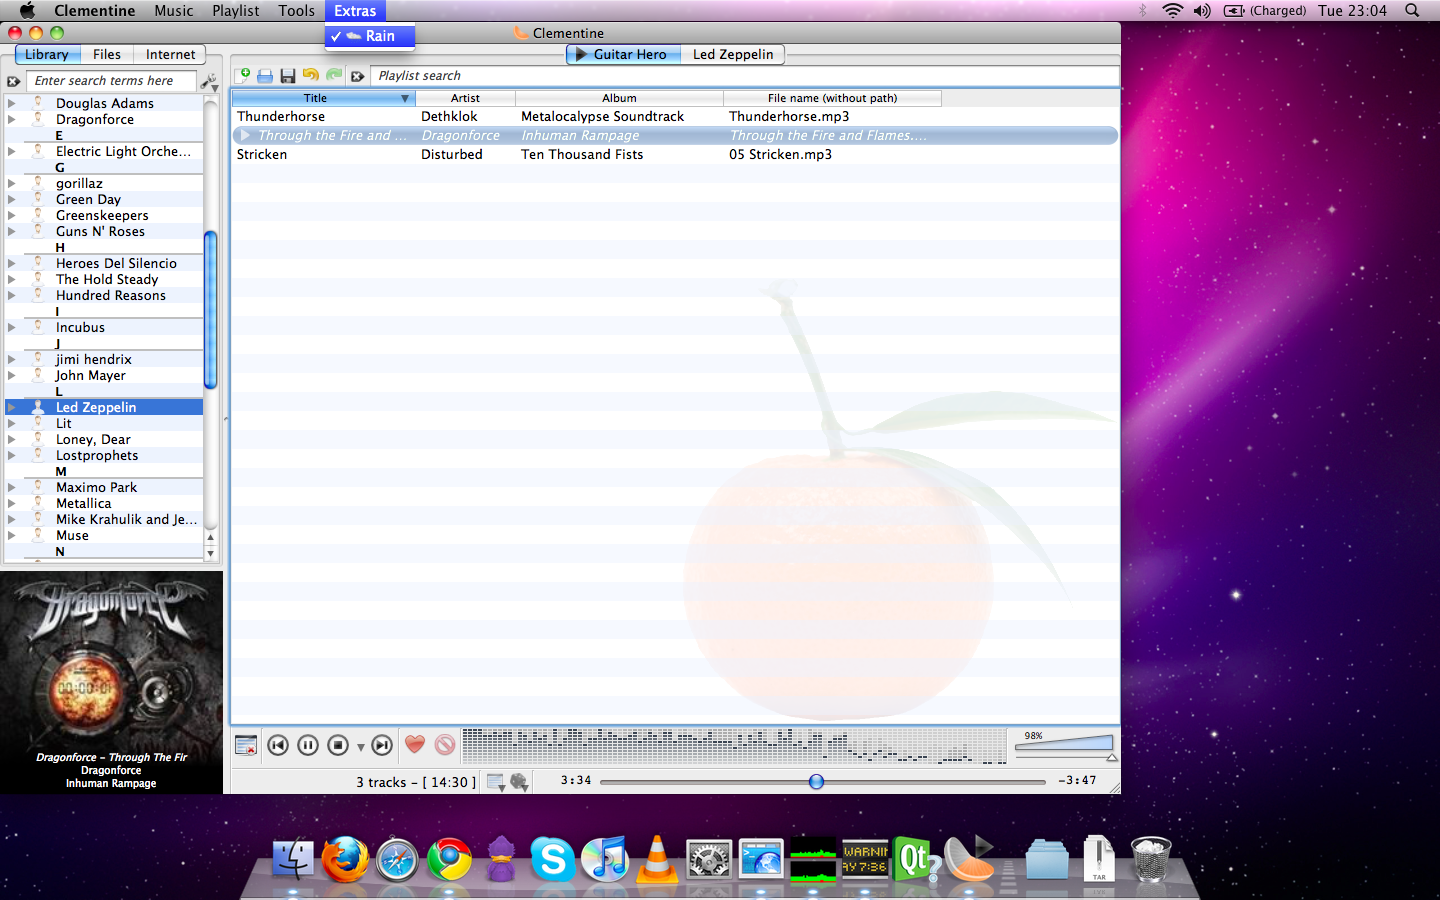 Clementine Music Playlist Tools Extras (Charged) Tue 23:04
✓ Rain
Clementine
Library Files Internet
Guitar Hero Led Zeppelin
Enter search terms here
Playlist search
Douglas Adams
Dragonforce
E
Electric Light Orche...
G
gorillaz
Green Day
Greenskeepers
Guns N' Roses
H
Heroes Del Silencio
The Hold Steady
Hundred Reasons
I
Incubus
J
jimi hendrix
John Mayer
L
Led Zeppelin
Lit
Loney, Dear
Lostprophets
M
Maximo Park
Metallica
Mike Krahulik and Je...
Muse
N
Title Artist Album File name (without path)
Thunderhorse Dethklok Metalocalypse Soundtrack Thunderhorse.mp3
Through the Fire and ... Dragonforce Inhuman Rampage Through the Fire and Flames....
Stricken Disturbed Ten Thousand Fists 05 Stricken.mp3
Dragonforce
00:00:01
Dragonforce – Through The Fir
Dragonforce
Inhuman Rampage
98%
3 tracks – [ 14:30 ] 3:34 -3:47
WARNIN
AY 7:36
Qt
TAR